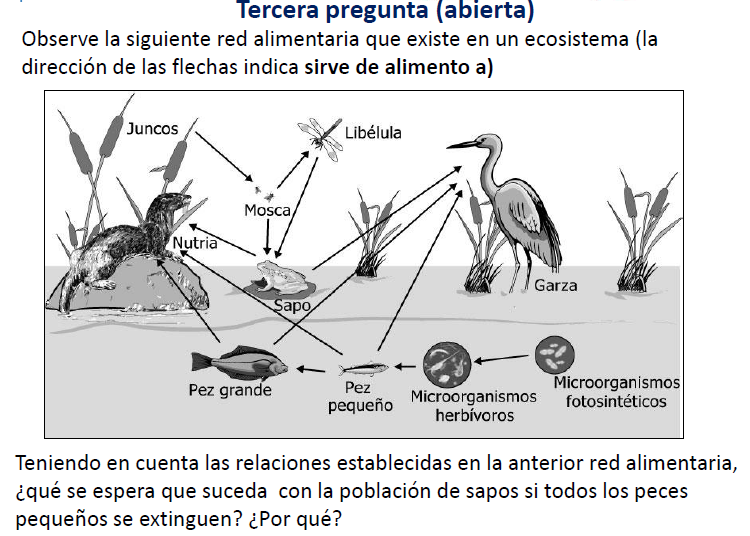 Tercera pregunta (abierta)
Observe la siguiente red alimentaria que existe en un ecosistema (la
dirección de las flechas indica sirve de alimento a)
Juncos
Libélula
Mosca
Nutria
Sapo
Garza
Pez grande
Pez
pequeño
Microorganismos
herbívoros
Microorganismos
fotosintéticos
Teniendo en cuenta las relaciones establecidas en la anterior red alimentaria,
¿qué se espera que suceda con la población de sapos si todos los peces
pequeños se extinguen? ¿Por qué?